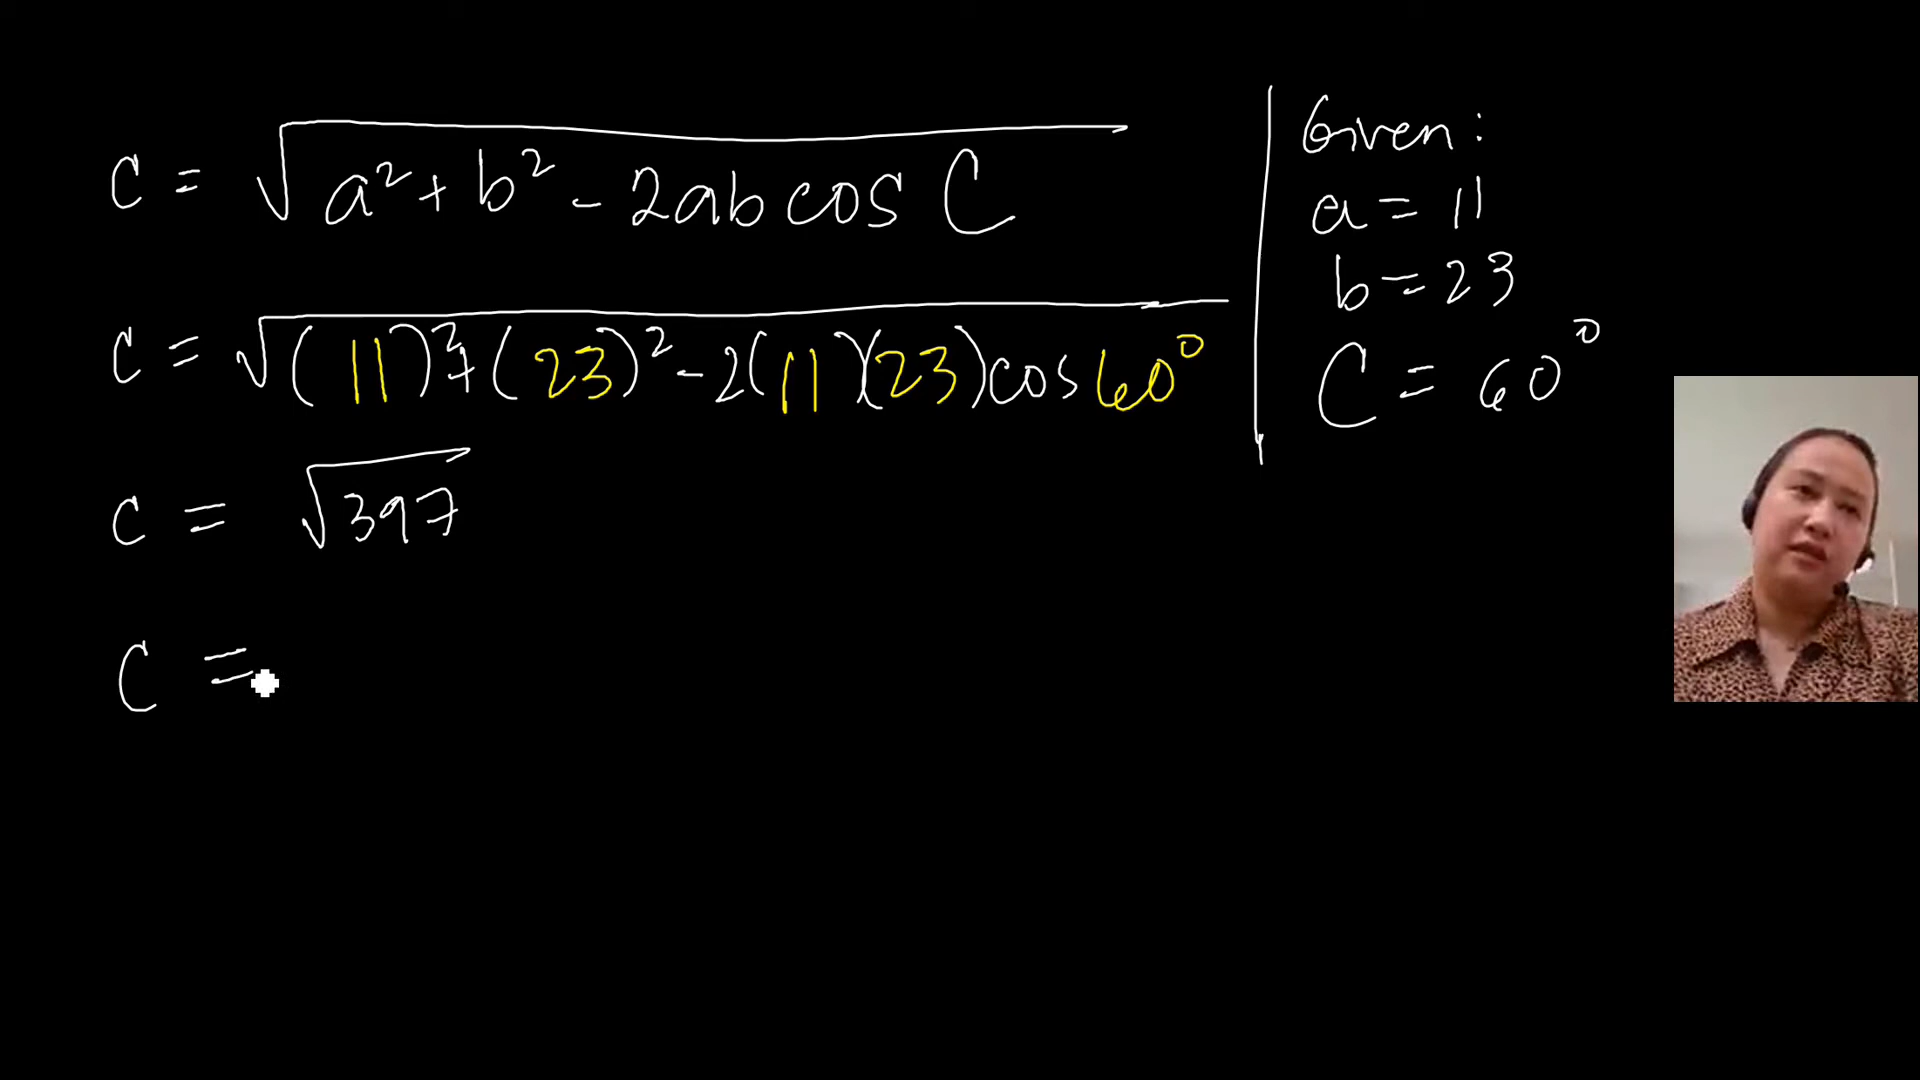 c = √a² + b² - 2ab cos C
c = √(11)² + (23)² - 2(11)(23)cos 60°
c = √397
c =
Given:
a = 11
b = 23
C = 60°